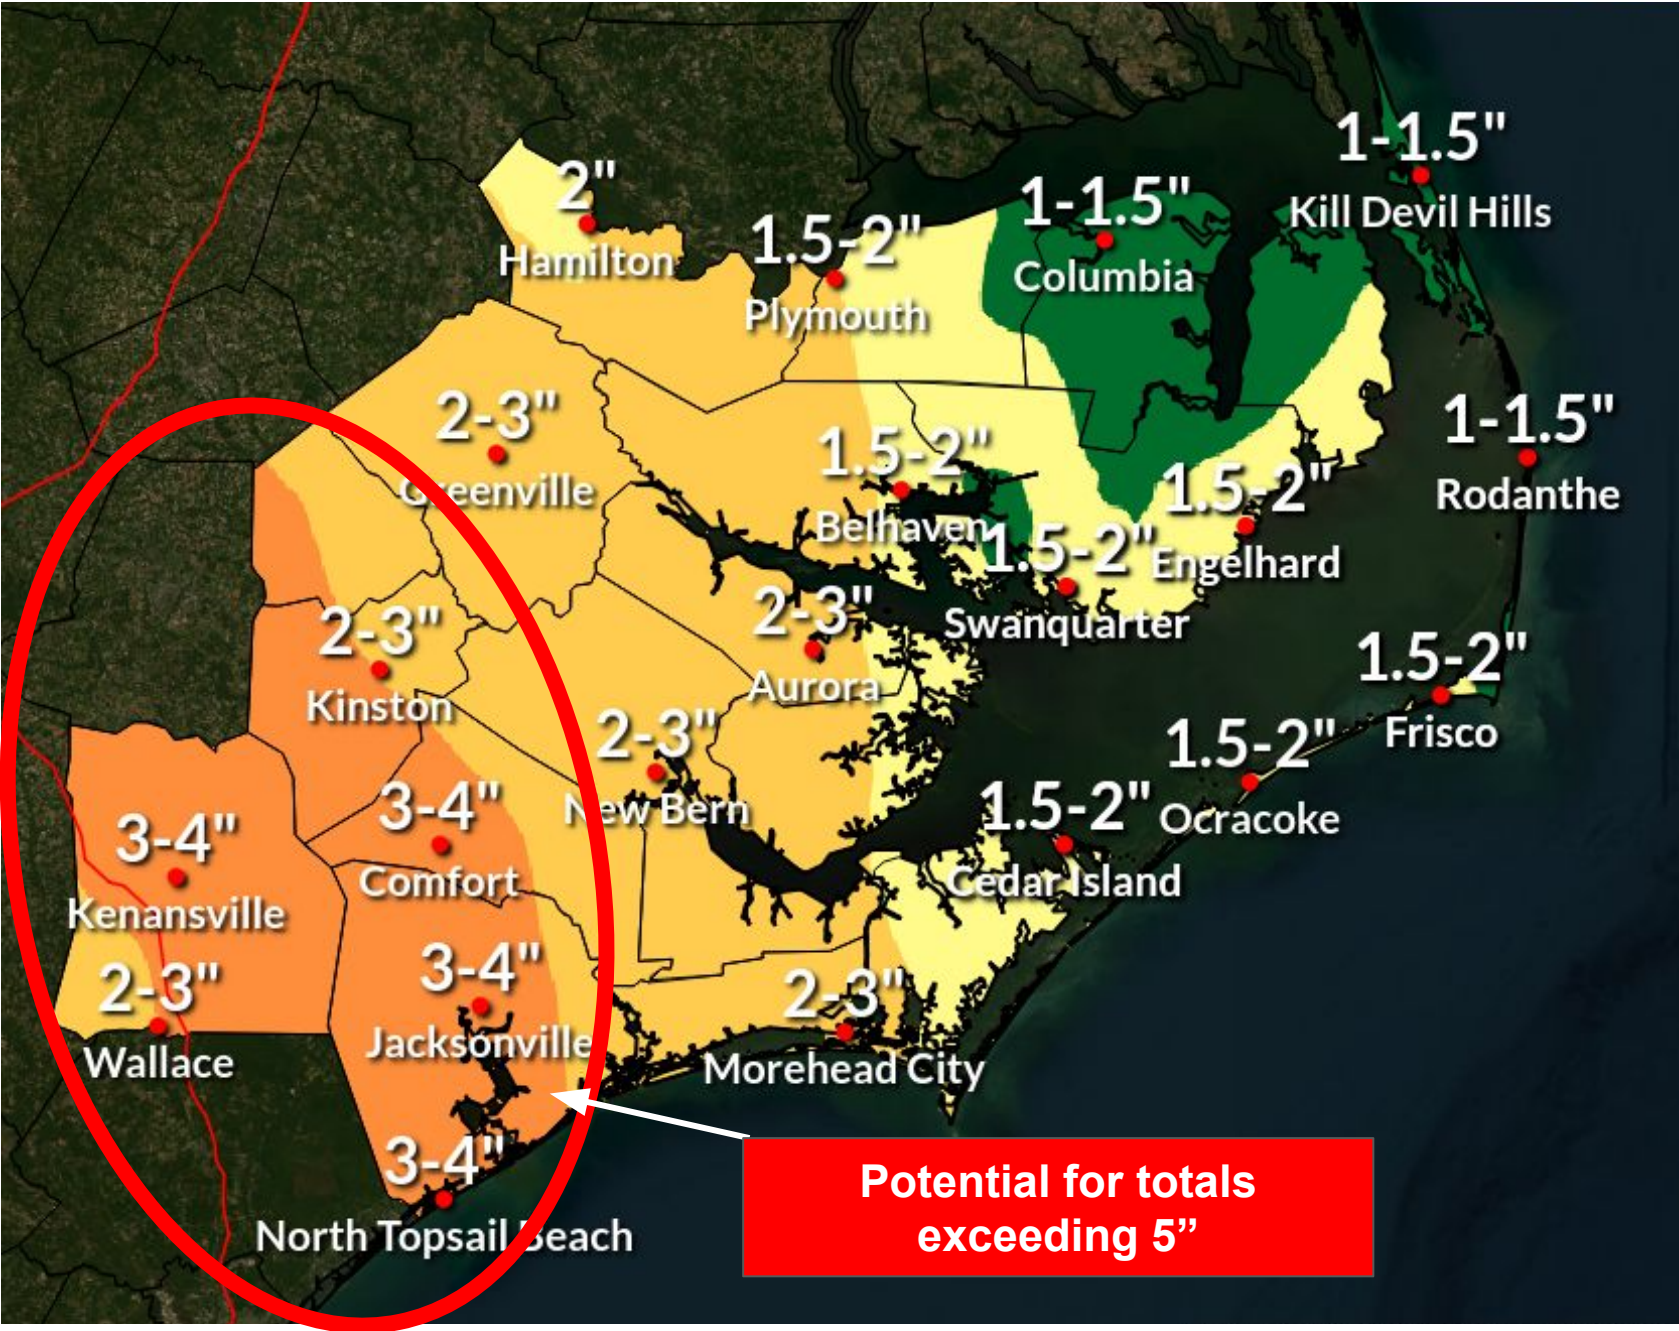 1-1.5"
Kill Devil Hills
2"
Hamilton
1-1.5"
Columbia
1.5-2"
Plymouth
2-3"
Greenville
1-1.5"
Rodanthe
1.5-2"
Belhaven
1.5-2"
Engelhard
1.5-2"
Swanquarter
2-3"
Aurora
2-3"
Kinston
1.5-2"
Frisco
2-3"
New Bern
1.5-2"
Ocracoke
3-4"
Comfort
1.5-2"
Cedar Island
3-4"
Kenansville
3-4"
Jacksonville
2-3"
Wallace
2-3"
Morehead City
3-4"
North Topsail Beach
Potential for totals
exceeding 5”